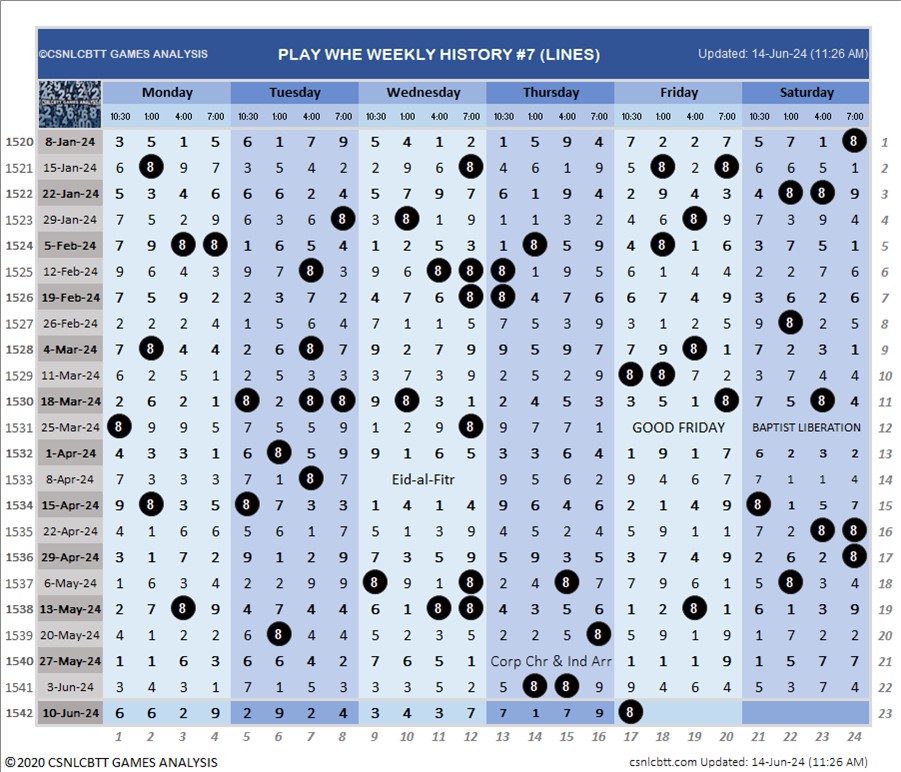 ©CSNLCBTT GAMES ANALYSIS PLAY WHE WEEKLY HISTORY #7 (LINES) Updated: 14-Jun-24 (11:26 AM)
Monday Tuesday Wednesday Thursday Friday Saturday
10:30 1:00 4:00 7:00 10:30 1:00 4:00 7:00 10:30 1:00 4:00 7:00 10:30 1:00 4:00 7:00 10:30 1:00 4:00 7:00 10:30 1:00 4:00 7:00
1520 8-Jan-24 3 5 1 5 6 1 7 9 5 4 1 2 1 5 9 4 7 2 2 7 5 7 1 8 1
1521 15-Jan-24 1 8 9 7 3 5 4 2 2 9 6 8 4 6 1 9 5 8 2 8 6 6 5 1 2
1522 22-Jan-24 5 3 4 6 6 6 2 4 5 7 9 7 6 1 9 4 2 9 4 3 4 8 8 9 3
1523 29-Jan-24 7 5 2 9 6 3 6 8 3 8 1 9 1 1 3 2 4 6 8 9 7 3 9 4 4
1524 5-Feb-24 7 9 8 8 1 6 5 4 1 2 5 3 1 8 5 9 4 8 1 6 3 7 5 1 5
1525 12-Feb-24 9 6 4 3 9 7 8 3 9 6 8 8 8 1 9 5 6 1 4 4 2 2 7 6 6
1526 19-Feb-24 7 5 9 2 2 3 7 2 4 7 6 8 8 4 7 6 6 7 4 9 3 6 2 6 7
1527 26-Feb-24 2 2 2 4 1 5 6 4 7 1 1 5 7 5 3 9 3 1 2 5 9 8 2 5 8
1528 4-Mar-24 7 8 4 4 2 6 8 7 9 2 7 9 9 5 9 7 7 9 8 1 7 2 3 1 9
1529 11-Mar-24 6 2 5 1 2 5 3 3 3 7 3 9 5 2 2 9 8 8 7 2 3 7 4 4 10
1530 18-Mar-24 2 6 2 1 8 2 8 8 9 8 3 1 2 4 5 3 3 5 1 8 7 5 8 4 11
1531 25-Mar-24 8 9 9 5 7 5 5 9 1 2 9 8 9 7 7 1 GOOD FRIDAY BAPTIST LIBERATION 12
1532 1-Apr-24 4 3 3 1 6 8 5 9 9 1 6 5 3 3 6 4 1 9 1 7 6 2 3 2 13
1533 8-Apr-24 7 3 3 3 7 1 8 7 Eid-al-Fitr 9 5 6 2 9 4 6 7 7 1 1 4 14
1534 15-Apr-24 9 8 3 5 8 7 3 3 1 4 1 4 9 6 4 6 2 1 4 9 8 1 5 7 15
1535 22-Apr-24 4 1 6 6 5 6 1 7 5 1 3 9 4 5 2 4 5 9 1 1 7 2 8 8 16
1536 29-Apr-24 3 1 7 2 9 1 2 9 7 3 5 9 5 9 3 5 3 7 4 9 2 6 2 8 17
1537 6-May-24 1 6 3 4 2 2 9 9 8 9 1 8 2 4 8 7 7 9 6 1 5 8 3 4 18
1538 13-May-24 2 7 8 9 4 7 4 4 6 1 8 8 4 3 5 6 1 9 8 1 6 1 3 9 19
1539 20-May-24 4 1 2 2 6 8 4 4 5 2 3 5 2 2 5 8 5 9 1 9 1 7 2 2 20
1540 27-May-24 1 1 6 3 6 6 4 2 7 6 5 1 Corp Chr & Ind Arr 1 1 1 9 1 5 7 7 21
1541 3-Jun-24 3 4 3 1 7 1 5 3 3 3 5 2 5 8 8 9 9 4 6 4 5 3 7 4 22
1542 10-Jun-24 6 6 2 9 2 9 2 4 3 4 3 7 7 1 7 9 8 23
1 2 3 4 5 6 7 8 9 10 11 12 13 14 15 16 17 18 19 20 21 22 23 24
©2020 CSNLCBTT GAMES ANALYSIS csnlcbtt.com Updated: 14-Jun-24 (11:26 AM)